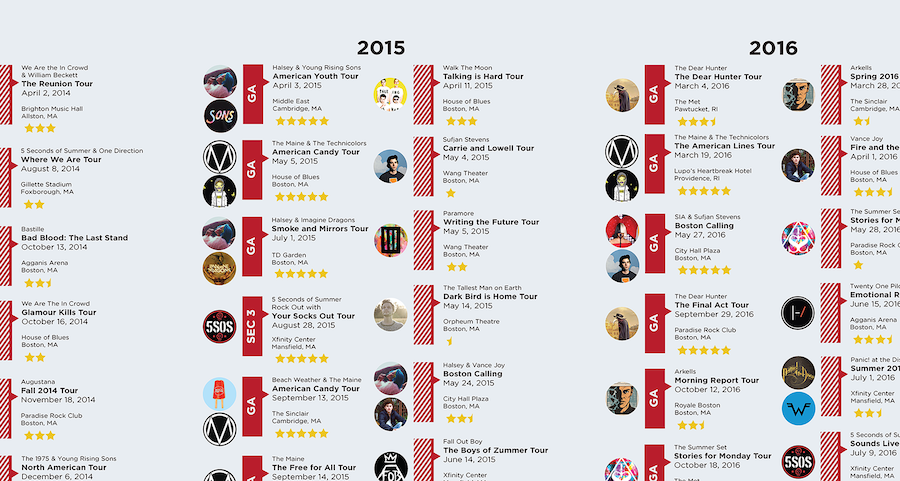 2015
2016
We Are the In Crowd
& William Beckett
The Reunion Tour
April 2, 2014
Brighton Music Hall
Allston, MA
5 Seconds of Summer & One Direction
Where We Are Tour
August 8, 2014
Gillette Stadium
Foxborough, MA
Bastille
Bad Blood: The Last Stand
October 13, 2014
Agganis Arena
Boston, MA
We Are The In Crowd
Glamour Kills Tour
October 16, 2014
House of Blues
Boston, MA
Augustana
Fall 2014 Tour
November 18, 2014
Paradise Rock Club
Boston, MA
The 1975 & Young Rising Sons
North American Tour
December 6, 2014
SONS
GA
Halsey & Young Rising Sons
American Youth Tour
April 3, 2015
Middle East
Cambridge, MA
GA
The Maine & The Technicolors
American Candy Tour
May 5, 2015
House of Blues
Boston, MA
GA
Halsey & Imagine Dragons
Smoke and Mirrors Tour
July 1, 2015
TD Garden
Boston, MA
5SOS
SEC 3
5 Seconds of Summer
Rock Out with
Your Socks Out Tour
August 28, 2015
Xfinity Center
Mansfield, MA
GA
Beach Weather & The Maine
American Candy Tour
September 13, 2015
The Sinclair
Cambridge, MA
The Maine
The Free for All Tour
September 14, 2015
Walk The Moon
Talking is Hard Tour
April 11, 2015
House of Blues
Boston, MA
Sufjan Stevens
Carrie and Lowell Tour
May 4, 2015
Wang Theater
Boston, MA
Paramore
Writing the Future Tour
May 5, 2015
Wang Theater
Boston, MA
The Tallest Man on Earth
Dark Bird is Home Tour
May 14, 2015
Orpheum Theatre
Boston, MA
Halsey & Vance Joy
Boston Calling
May 24, 2015
City Hall Plaza
Boston, MA
FOB
Fall Out Boy
The Boys of Zummer Tour
June 14, 2015
Xfinity Center
GA
The Dear Hunter
The Dear Hunter Tour
March 4, 2016
The Met
Pawtucket, RI
GA
The Maine & The Technicolors
The American Lines Tour
March 19, 2016
Lupo's Heartbreak Hotel
Providence, RI
GA
SIA & Sufjan Stevens
Boston Calling
May 27, 2016
City Hall Plaza
Boston, MA
GA
The Dear Hunter
The Final Act Tour
September 29, 2016
Paradise Rock Club
Boston, MA
GA
Arkells
Morning Report Tour
October 12, 2016
Royale Boston
Boston, MA
GA
The Summer Set
Stories for Monday Tour
October 18, 2016
The Met
Arkells
Spring 2016
March 28, 20
The Sinclair
Cambridge, MA
Vance Joy
Fire and the
April 1, 2016
House of Blues
Boston, MA
The Summer Se
Stories for M
May 28, 2016
Paradise Rock C
Boston, MA
Twenty One Pilo
Emotional R
June 15, 2016
Agganis Arena
Boston, MA
Panic! at the Dis
Summer 201
July 1, 2016
Xfinity Center
Mansfield, MA
5SOS
5 Seconds of Su
Sounds Live
July 9, 2016
Xfinity Center
Mansfield, MA